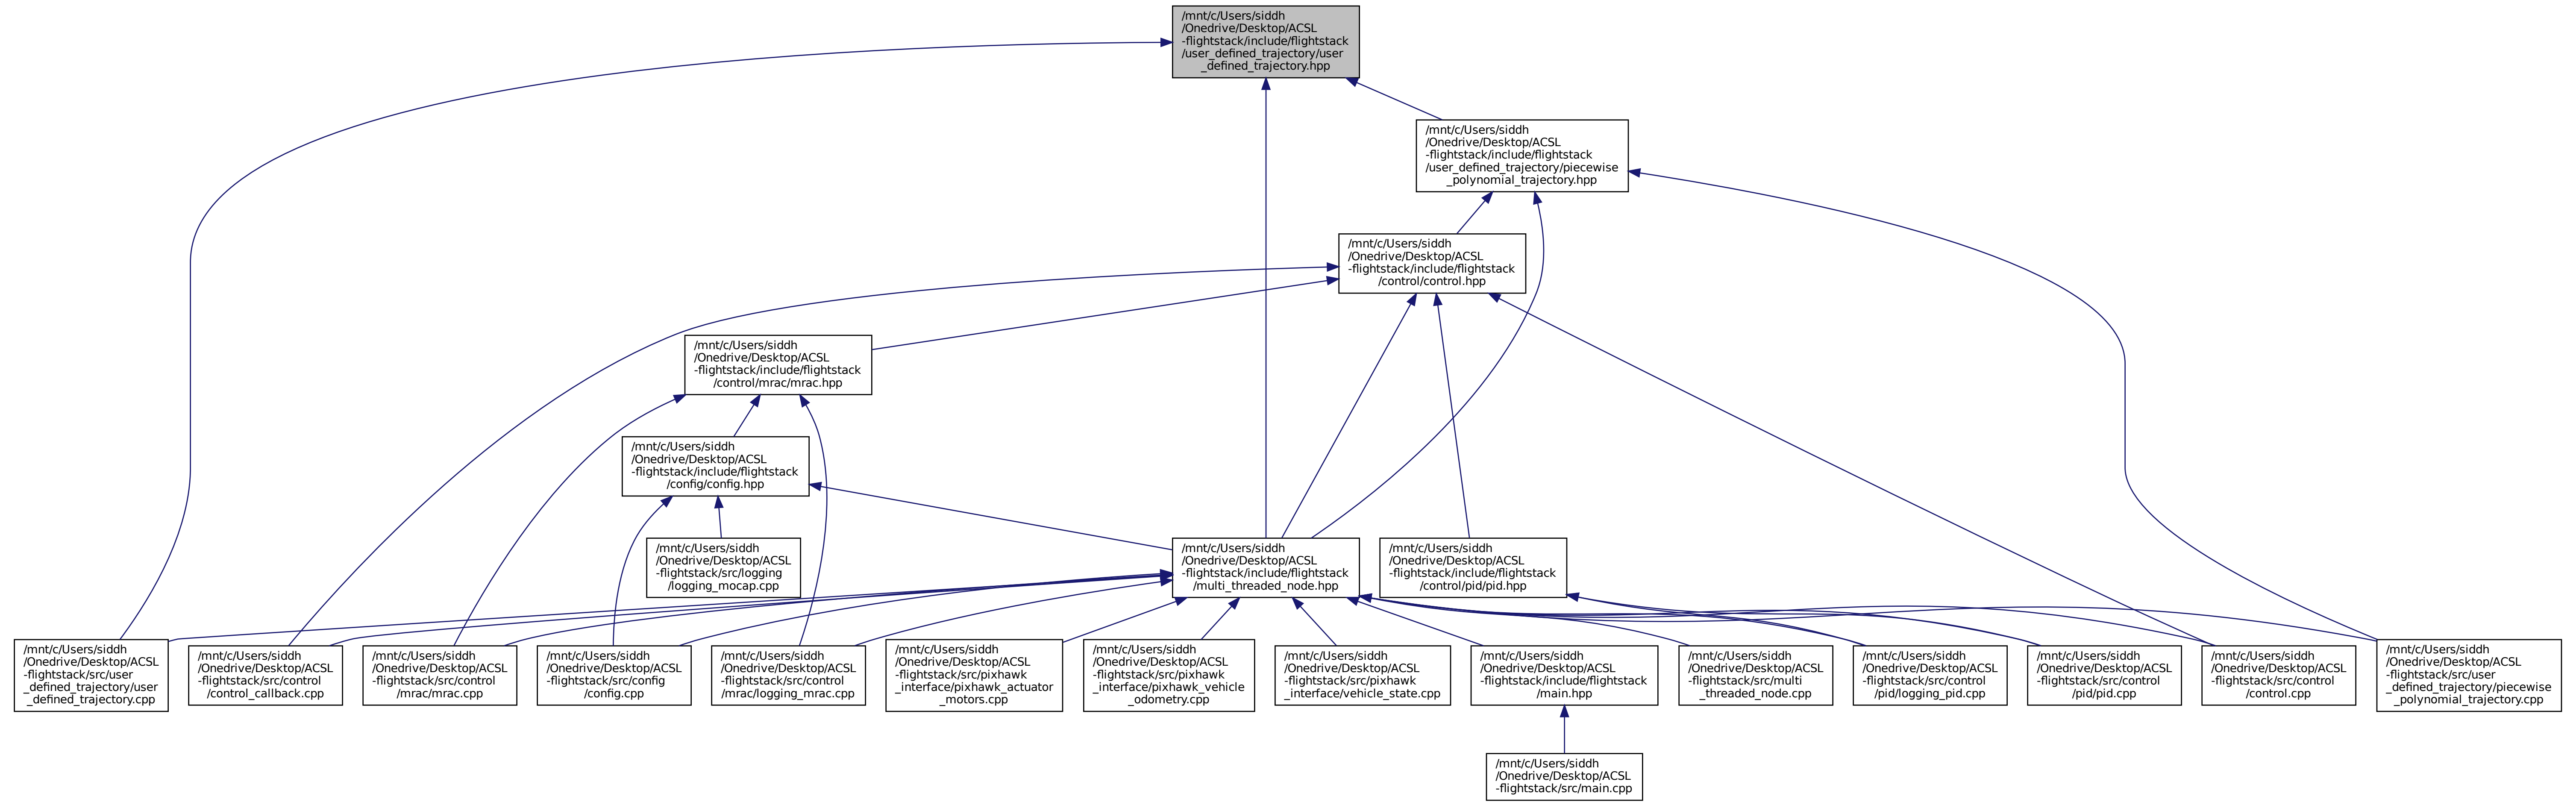 /mnt/c/Users/siddh
/Onedrive/Desktop/ACSL
-flightstack/include/flightstack
/user_defined_trajectory/user
_defined_trajectory.hpp
/mnt/c/Users/siddh
/Onedrive/Desktop/ACSL
-flightstack/include/flightstack
/user_defined_trajectory/piecewise
_polynomial_trajectory.hpp
/mnt/c/Users/siddh
/Onedrive/Desktop/ACSL
-flightstack/include/flightstack
/control/control.hpp
/mnt/c/Users/siddh
/Onedrive/Desktop/ACSL
-flightstack/include/flightstack
/control/mrac/mrac.hpp
/mnt/c/Users/siddh
/Onedrive/Desktop/ACSL
-flightstack/include/flightstack
/config/config.hpp
/mnt/c/Users/siddh
/Onedrive/Desktop/ACSL
-flightstack/src/logging
/logging_mocap.cpp
/mnt/c/Users/siddh
/Onedrive/Desktop/ACSL
-flightstack/include/flightstack
/multi_threaded_node.hpp
/mnt/c/Users/siddh
/Onedrive/Desktop/ACSL
-flightstack/include/flightstack
/control/pid/pid.hpp
/mnt/c/Users/siddh
/Onedrive/Desktop/ACSL
-flightstack/src/user
_defined_trajectory/user
_defined_trajectory.cpp
/mnt/c/Users/siddh
/Onedrive/Desktop/ACSL
-flightstack/src/control
/control_callback.cpp
/mnt/c/Users/siddh
/Onedrive/Desktop/ACSL
-flightstack/src/control
/mrac/mrac.cpp
/mnt/c/Users/siddh
/Onedrive/Desktop/ACSL
-flightstack/src/config
/config.cpp
/mnt/c/Users/siddh
/Onedrive/Desktop/ACSL
-flightstack/src/control
/mrac/logging_mrac.cpp
/mnt/c/Users/siddh
/Onedrive/Desktop/ACSL
-flightstack/src/pixhawk
_interface/pixhawk_actuator
_motors.cpp
/mnt/c/Users/siddh
/Onedrive/Desktop/ACSL
-flightstack/src/pixhawk
_interface/pixhawk_vehicle
_odometry.cpp
/mnt/c/Users/siddh
/Onedrive/Desktop/ACSL
-flightstack/src/pixhawk
_interface/vehicle_state.cpp
/mnt/c/Users/siddh
/Onedrive/Desktop/ACSL
-flightstack/include/flightstack
/main.hpp
/mnt/c/Users/siddh
/Onedrive/Desktop/ACSL
-flightstack/src/multi
_threaded_node.cpp
/mnt/c/Users/siddh
/Onedrive/Desktop/ACSL
-flightstack/src/control
/pid/logging_pid.cpp
/mnt/c/Users/siddh
/Onedrive/Desktop/ACSL
-flightstack/src/control
/pid/pid.cpp
/mnt/c/Users/siddh
/Onedrive/Desktop/ACSL
-flightstack/src/control
/control.cpp
/mnt/c/Users/siddh
/Onedrive/Desktop/ACSL
-flightstack/src/user
_defined_trajectory/piecewise
_polynomial_trajectory.cpp
/mnt/c/Users/siddh
/Onedrive/Desktop/ACSL
-flightstack/src/main.cpp